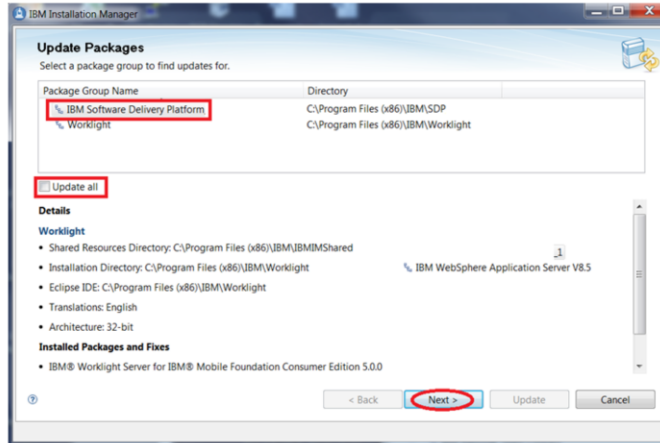 IBM Installation Manager
Update Packages
Select a package group to find updates for.
Package Group Name Directory
IBM Software Delivery Platform C:\Program Files (x86)\IBM\SDP
Worklight C:\Program Files (x86)\IBM\Worklight
Update all
Details
Worklight
• Shared Resources Directory: C:\Program Files (x86)\IBM\IBMIMShared
_1
• Installation Directory: C:\Program Files (x86)\IBM\Worklight IBM WebSphere Application Server V8.5
• Eclipse IDE: C:\Program Files (x86)\IBM\Worklight
• Translations: English
• Architecture: 32-bit
Installed Packages and Fixes
• IBM® Worklight Server for IBM® Mobile Foundation Consumer Edition 5.0.0
? < Back Next > Update Cancel